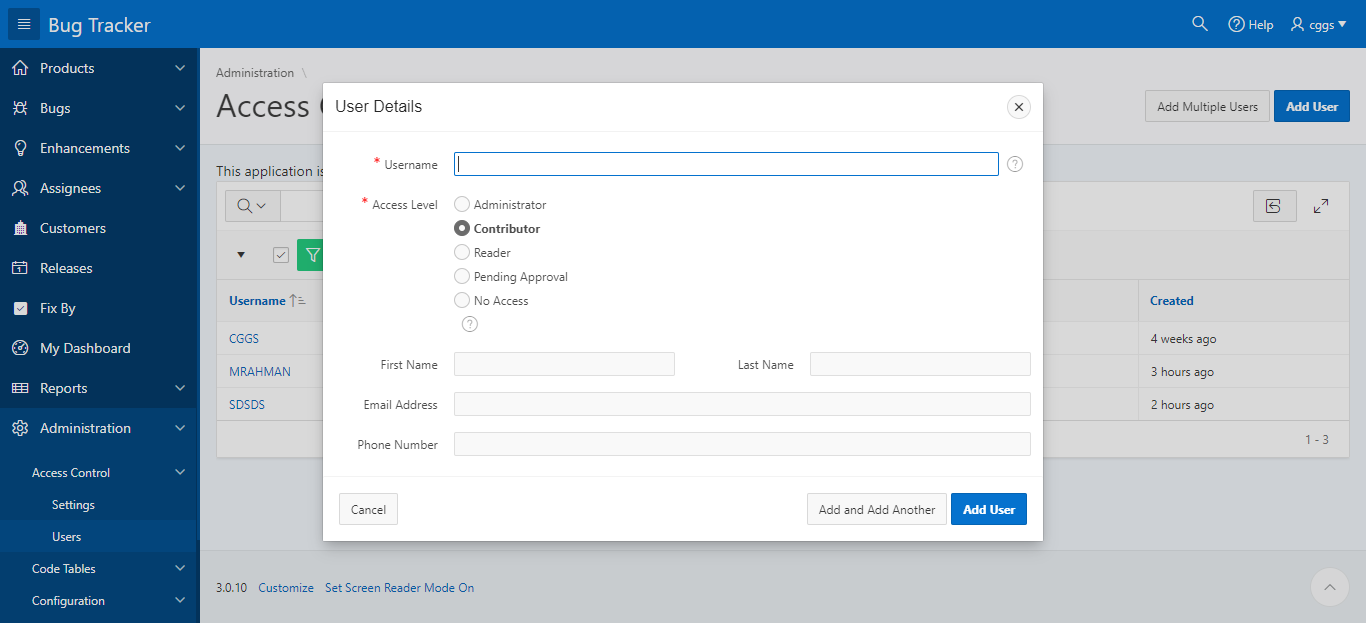 Bug Tracker
Help
cggs
Products
Bugs
Enhancements
Assignees
Customers
Releases
Fix By
My Dashboard
Reports
Administration
Access Control
Settings
Users
Code Tables
Configuration
Administration \
Access
Add Multiple Users
Add User
This application is
Username
Created
CGGS
4 weeks ago
MRAHMAN
3 hours ago
SDSDS
2 hours ago
1 - 3
User Details
* Username
?
* Access Level
Administrator
Contributor
Reader
Pending Approval
No Access
?
First Name
Last Name
Email Address
Phone Number
Cancel
Add and Add Another
Add User
3.0.10 Customize Set Screen Reader Mode On